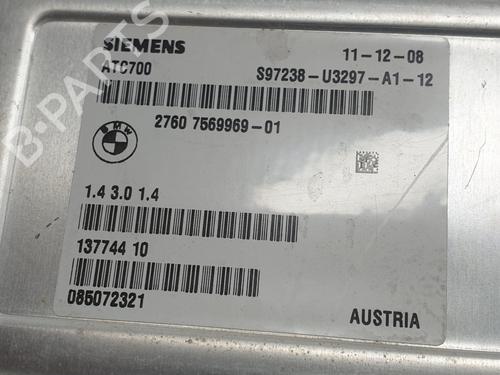 SIEMENS
11-12-08
ATC700
S97238-U3297-A1-12
BMW
2760 7569969-01
1.4 3.0 1.4
137744 10
085072321
AUSTRIA
B-PARTS